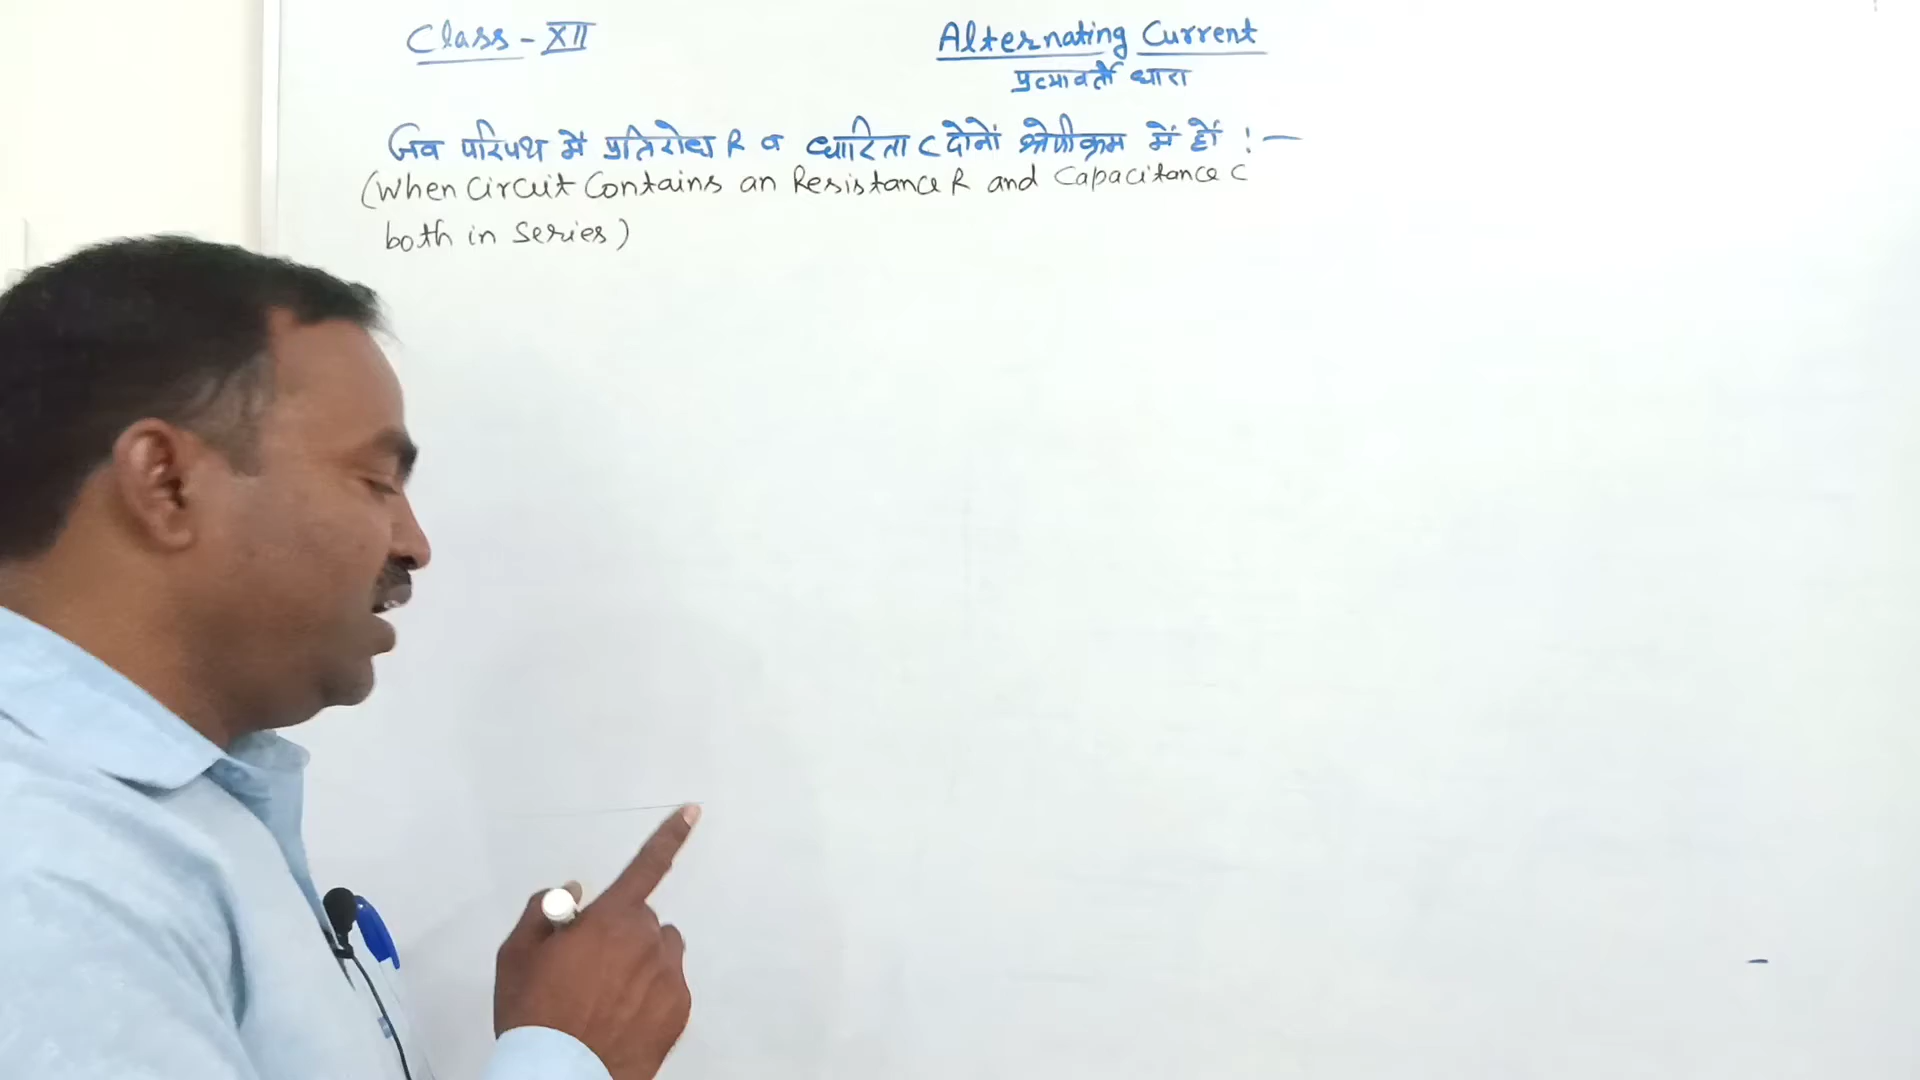 Class - XII
Alternating Current
प्रत्यावर्ती धारा
जब परिपथ में प्रतिरोध R व धारिता C दोनों श्रेणीक्रम में हों :-
(When Circuit Contains an Resistance R and Capacitance C
both in Series)